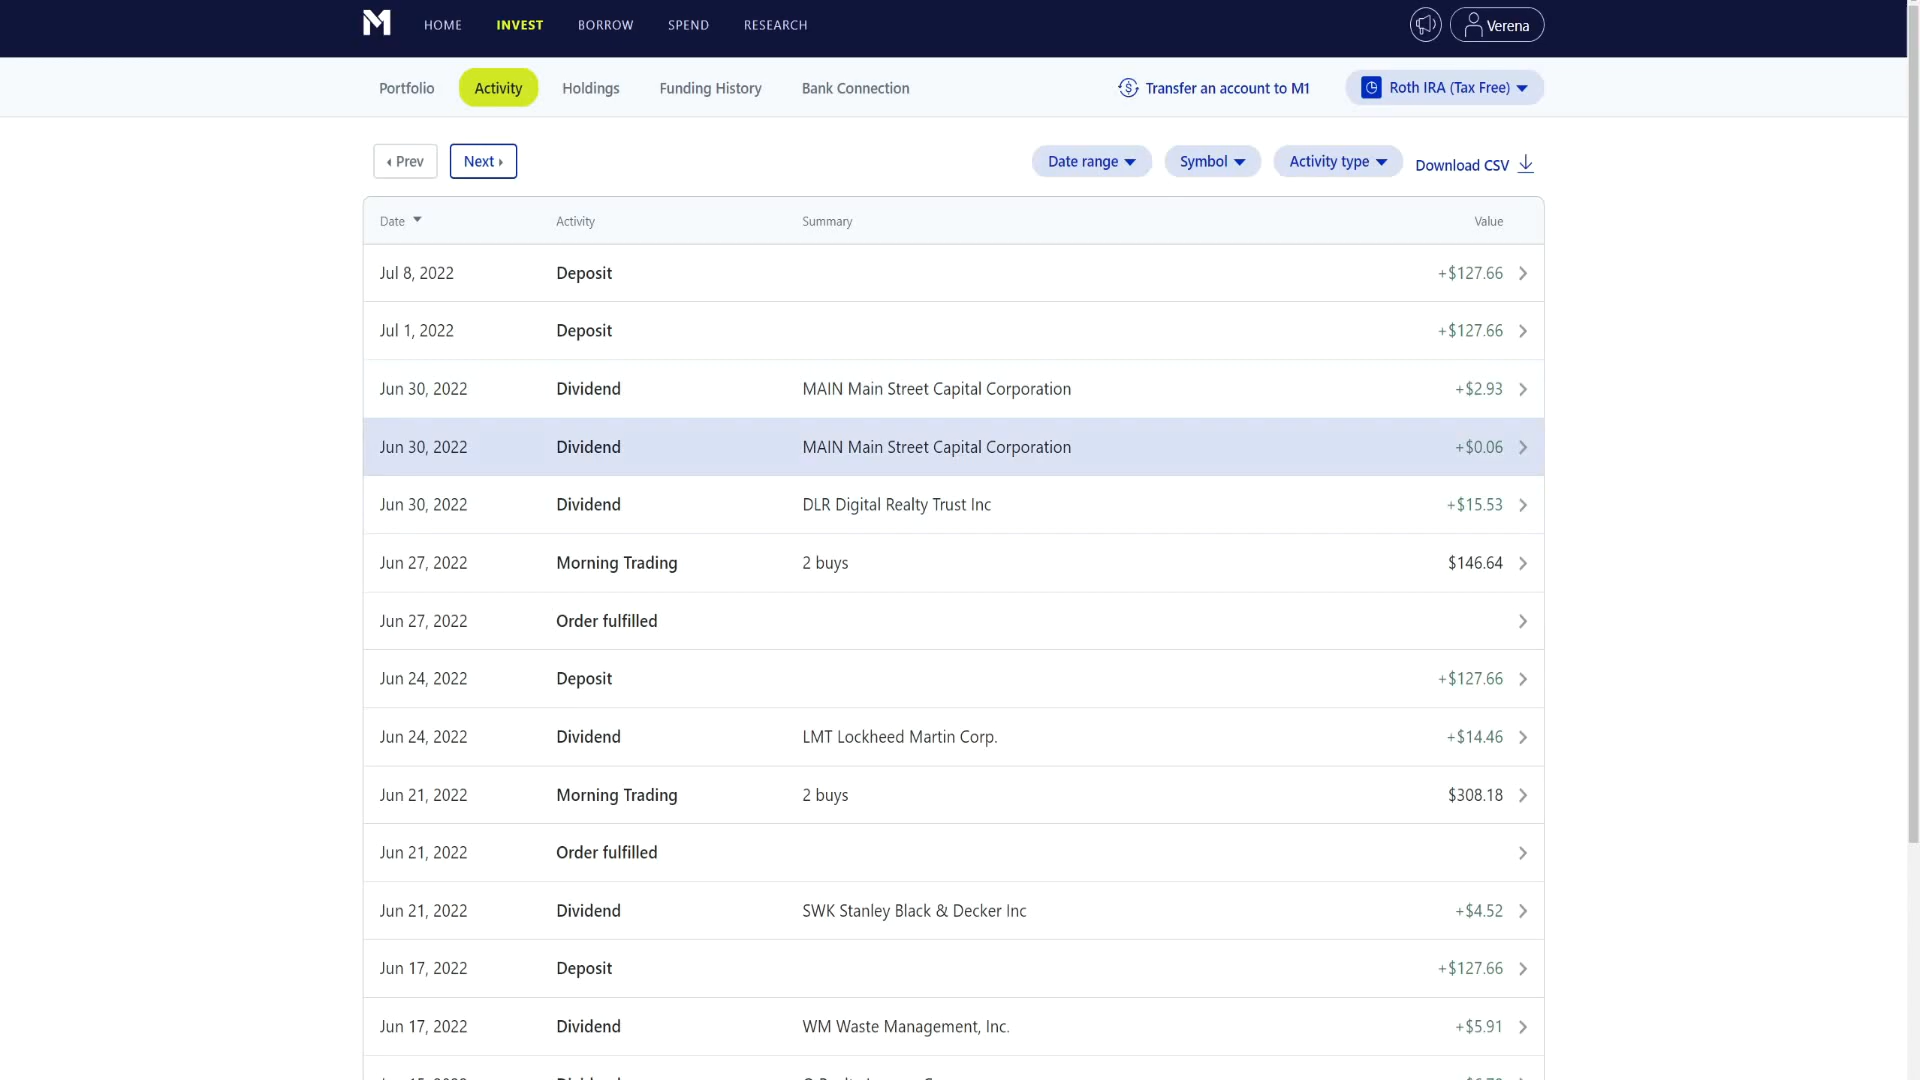 M HOME INVEST BORROW SPEND RESEARCH Verena
Portfolio Activity Holdings Funding History Bank Connection Transfer an account to M1 Roth IRA (Tax Free)
Prev Next Date range Symbol Activity type Download CSV
Date Activity Summary Value
Jul 8, 2022 Deposit +$127.66
Jul 1, 2022 Deposit +$127.66
Jun 30, 2022 Dividend MAIN Main Street Capital Corporation +$2.93
Jun 30, 2022 Dividend MAIN Main Street Capital Corporation +$0.06
Jun 30, 2022 Dividend DLR Digital Realty Trust Inc +$15.53
Jun 27, 2022 Morning Trading 2 buys $146.64
Jun 27, 2022 Order fulfilled
Jun 24, 2022 Deposit +$127.66
Jun 24, 2022 Dividend LMT Lockheed Martin Corp. +$14.46
Jun 21, 2022 Morning Trading 2 buys $308.18
Jun 21, 2022 Order fulfilled
Jun 21, 2022 Dividend SWK Stanley Black & Decker Inc +$4.52
Jun 17, 2022 Deposit +$127.66
Jun 17, 2022 Dividend WM Waste Management, Inc. +$5.91